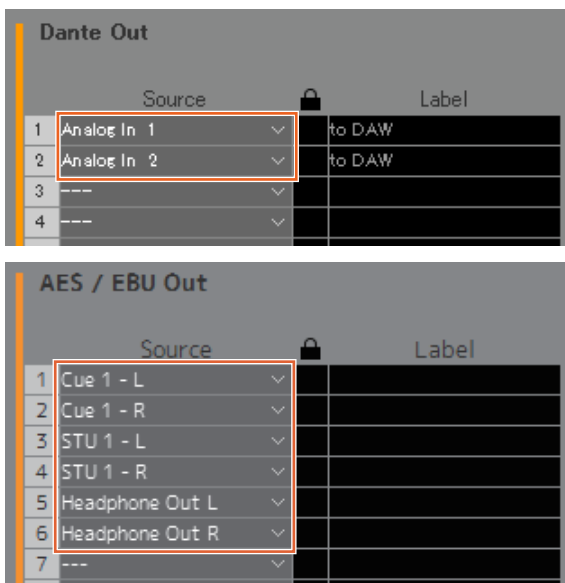 Dante Out
Source Label
1 Analog In 1 to DAW
2 Analog In 2 to DAW
3 ---
4 ---
AES / EBU Out
Source Label
1 Cue 1 - L
2 Cue 1 - R
3 STU 1 - L
4 STU 1 - R
5 Headphone Out L
6 Headphone Out R
7 ---